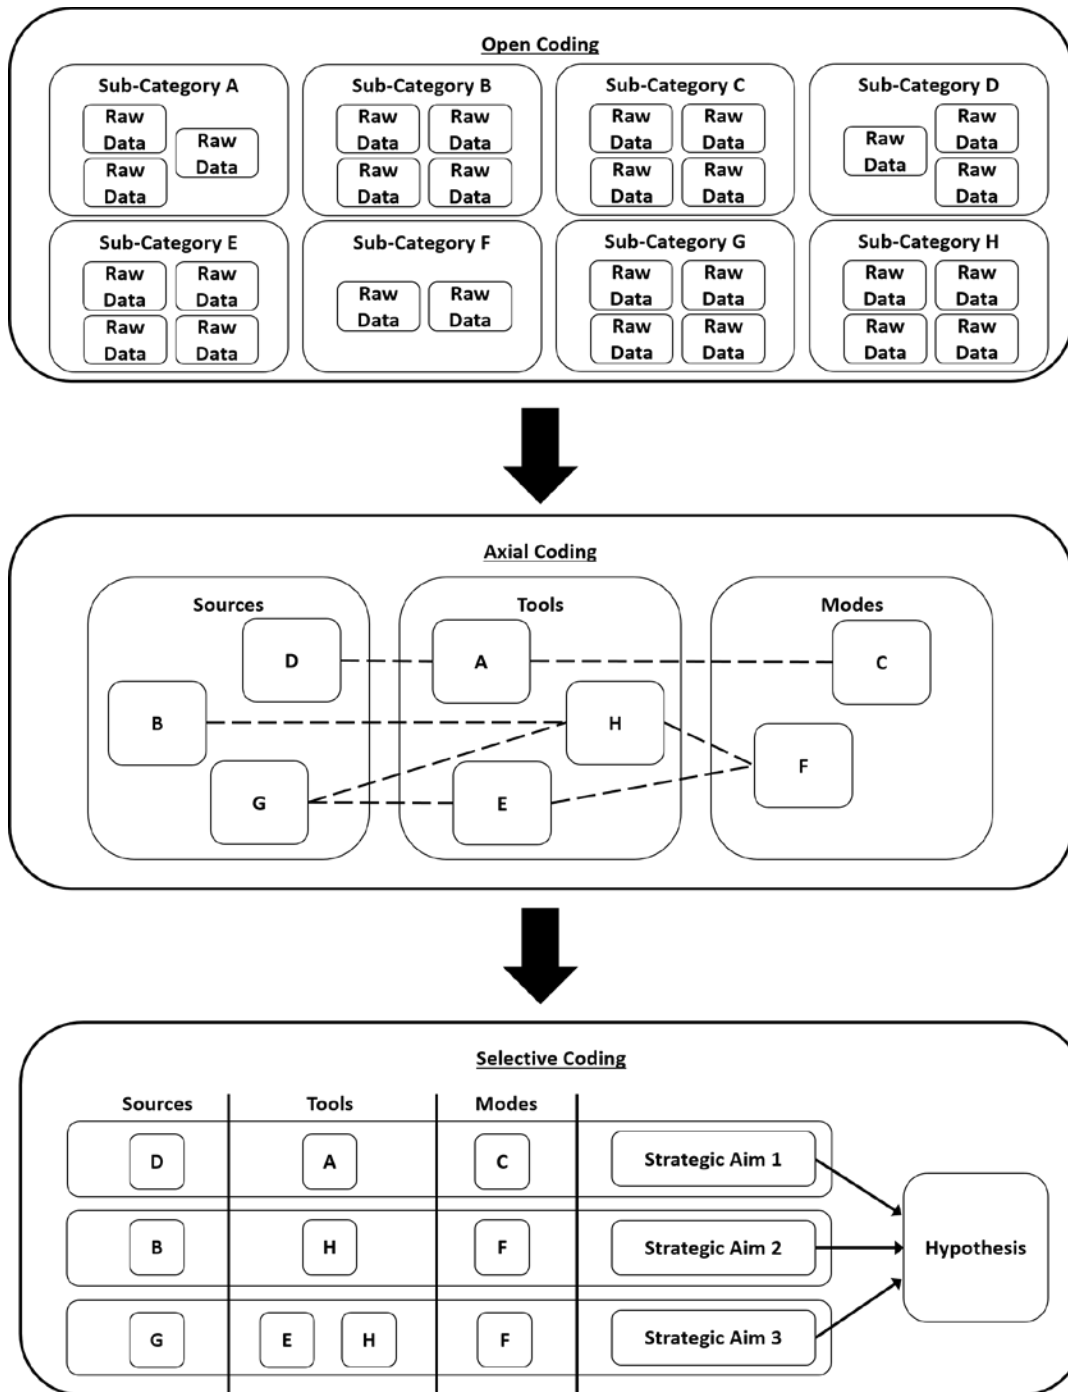 Open Coding
Sub-Category A
Raw
Data
Raw
Data
Raw
Data
Sub-Category B
Raw
Data
Raw
Data
Raw
Data
Raw
Data
Sub-Category C
Raw
Data
Raw
Data
Raw
Data
Raw
Data
Sub-Category D
Raw
Data
Raw
Data
Raw
Data
Sub-Category E
Raw
Data
Raw
Data
Raw
Data
Raw
Data
Sub-Category F
Raw
Data
Raw
Data
Sub-Category G
Raw
Data
Raw
Data
Raw
Data
Raw
Data
Sub-Category H
Raw
Data
Raw
Data
Raw
Data
Raw
Data
Axial Coding
Sources
D
B
G
Tools
A
H
E
Modes
C
F
Selective Coding
Sources Tools Modes
D A C Strategic Aim 1
B H F Strategic Aim 2
G E H F Strategic Aim 3
Hypothesis